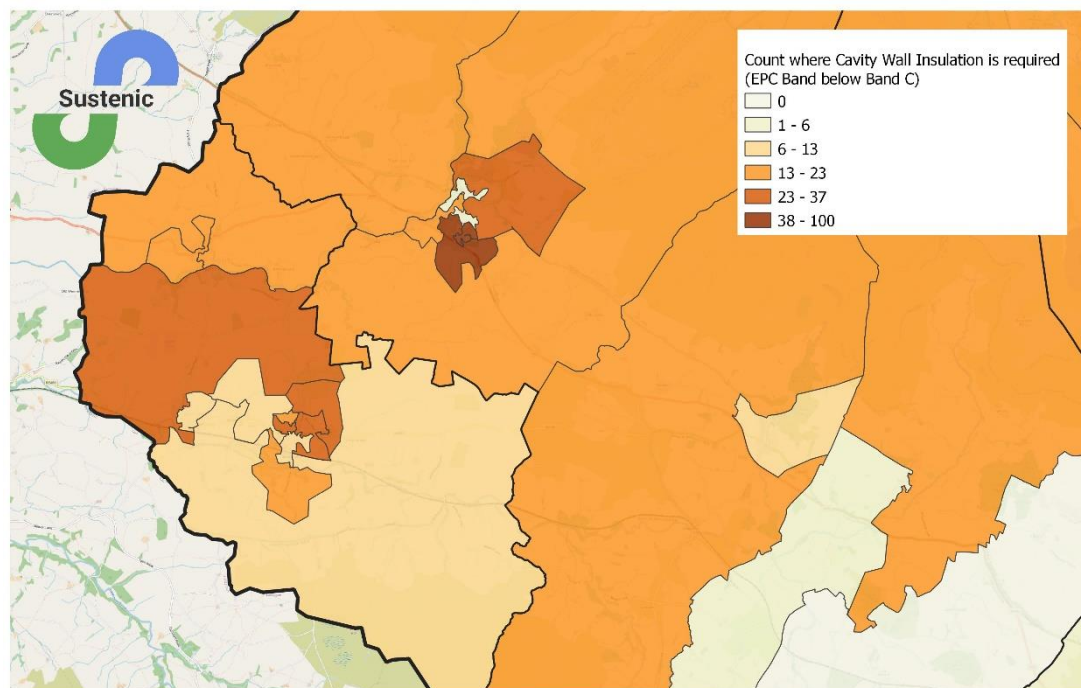 Sustenic
Count where Cavity Wall Insulation is required
(EPC Band below Band C)
0
1 - 6
6 - 13
13 - 23
23 - 37
38 - 100